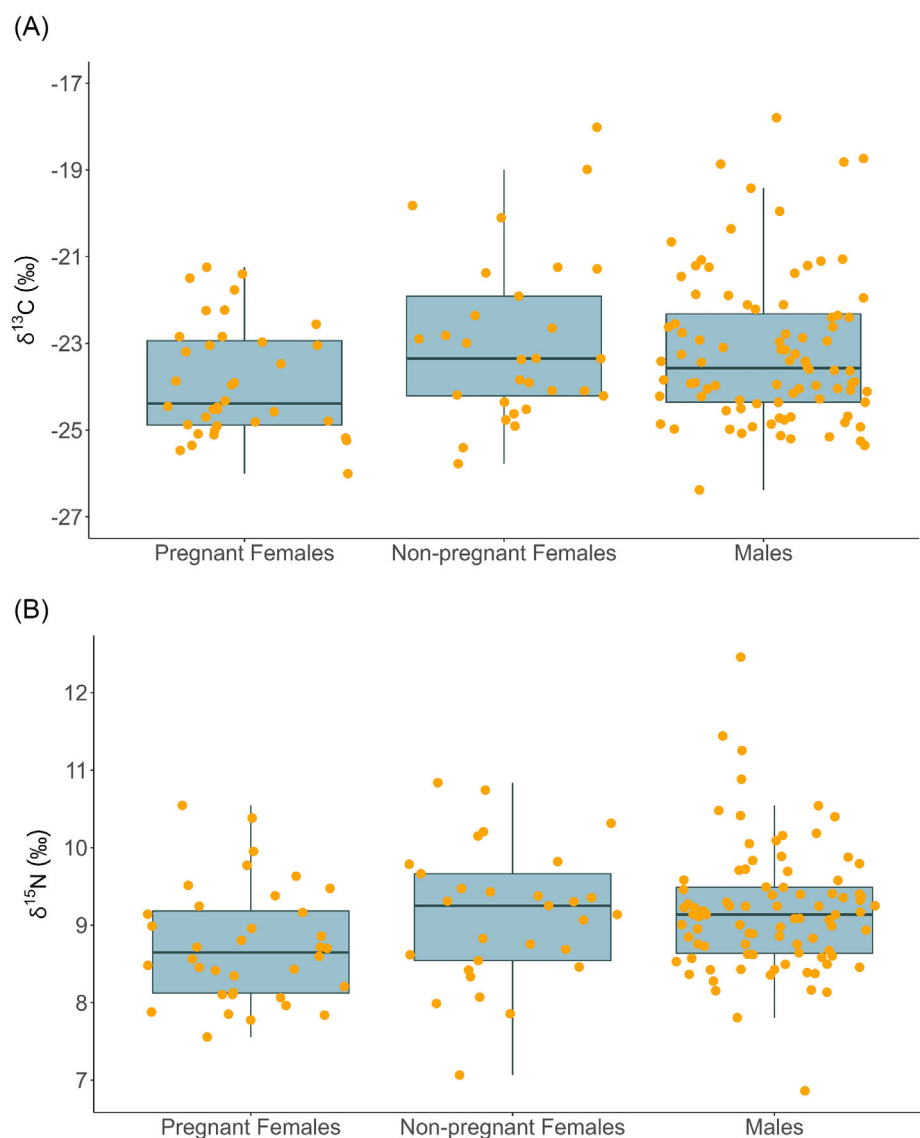 (A)
-17
-19
-21
-23
-25
-27
δ¹³C (‰)
Pregnant Females Non-pregnant Females Males
(B)
12
11
10
9
8
7
δ¹⁵N (‰)
Pregnant Females Non-pregnant Females Males